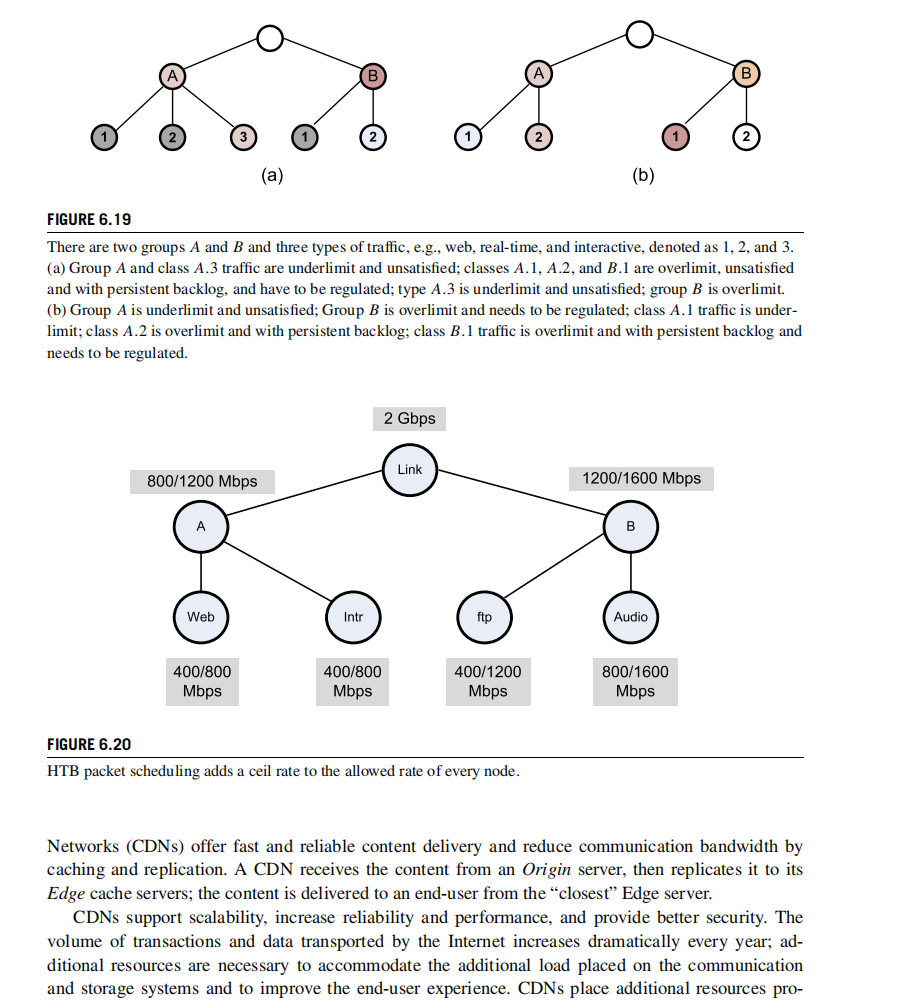 A
B
1
2
3
1
2
(a)
A
B
1
2
1
2
(b)
FIGURE 6.19
There are two groups A and B and three types of traffic, e.g., web, real-time, and interactive, denoted as 1, 2, and 3.
(a) Group A and class A.3 traffic are underlimit and unsatisfied; classes A.1, A.2, and B.1 are overlimit, unsatisfied
and with persistent backlog, and have to be regulated; type A.3 is underlimit and unsatisfied; group B is overlimit.
(b) Group A is underlimit and unsatisfied; Group B is overlimit and needs to be regulated; class A.1 traffic is under-
limit; class A.2 is overlimit and with persistent backlog; class B.1 traffic is overlimit and with persistent backlog and
needs to be regulated.
2 Gbps
Link
800/1200 Mbps
1200/1600 Mbps
A
B
Web
Intr
ftp
Audio
400/800
Mbps
400/800
Mbps
400/1200
Mbps
800/1600
Mbps
FIGURE 6.20
HTB packet scheduling adds a ceil rate to the allowed rate of every node.
Networks (CDNs) offer fast and reliable content delivery and reduce communication bandwidth by
caching and replication. A CDN receives the content from an Origin server, then replicates it to its
Edge cache servers; the content is delivered to an end-user from the “closest” Edge server.
CDNs support scalability, increase reliability and performance, and provide better security. The
volume of transactions and data transported by the Internet increases dramatically every year; ad-
ditional resources are necessary to accommodate the additional load placed on the communication
and storage systems and to improve the end-user experience. CDNs place additional resources pro-